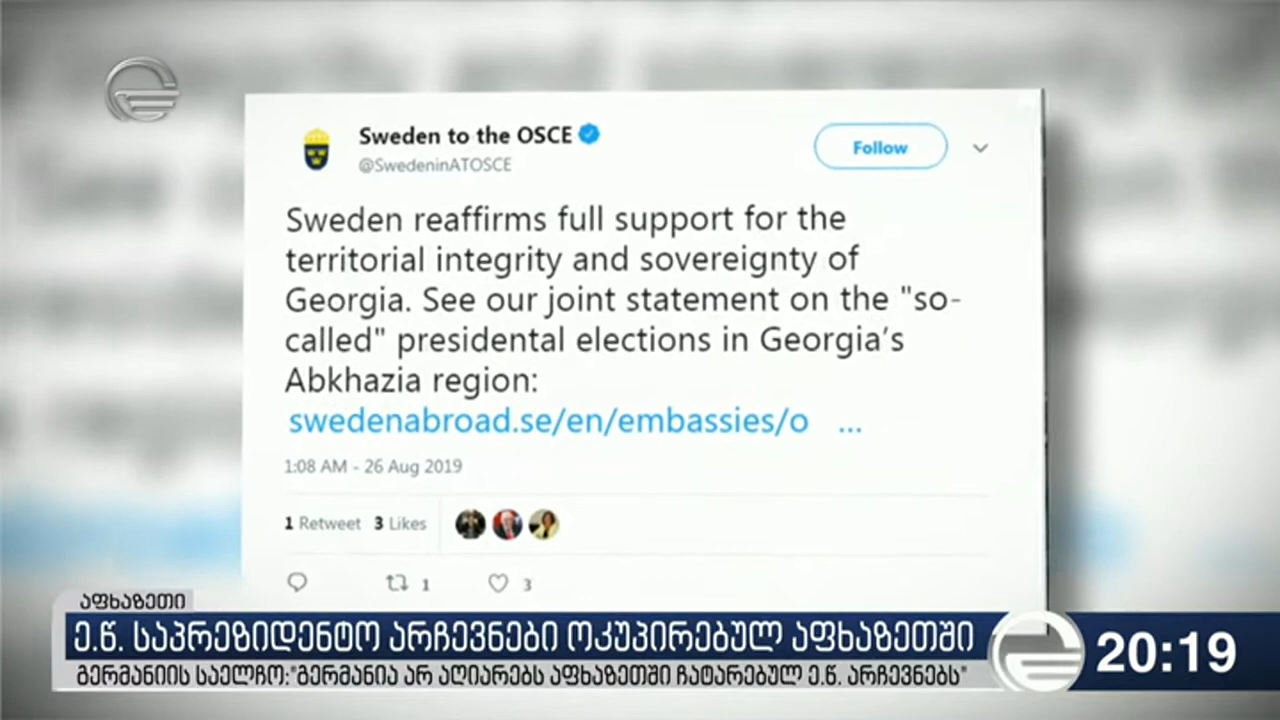 Sweden to the OSCE
@SwedeninATOSCE
Follow
Sweden reaffirms full support for the
territorial integrity and sovereignty of
Georgia. See our joint statement on the "so-
called" presidental elections in Georgia's
Abkhazia region:
swedenabroad.se/en/embassies/o ...
1:08 AM - 26 Aug 2019
1 Retweet 3 Likes
1 3
აფხაზეთი
ე.წ. საპრეზიდენტო არჩევნები ოკუპირებულ აფხაზეთში
გერმანიის საელჩო:"გერმანია არ აღიარებს აფხაზეთში ჩატარებულ ე.წ. არჩევნებს"
20:19